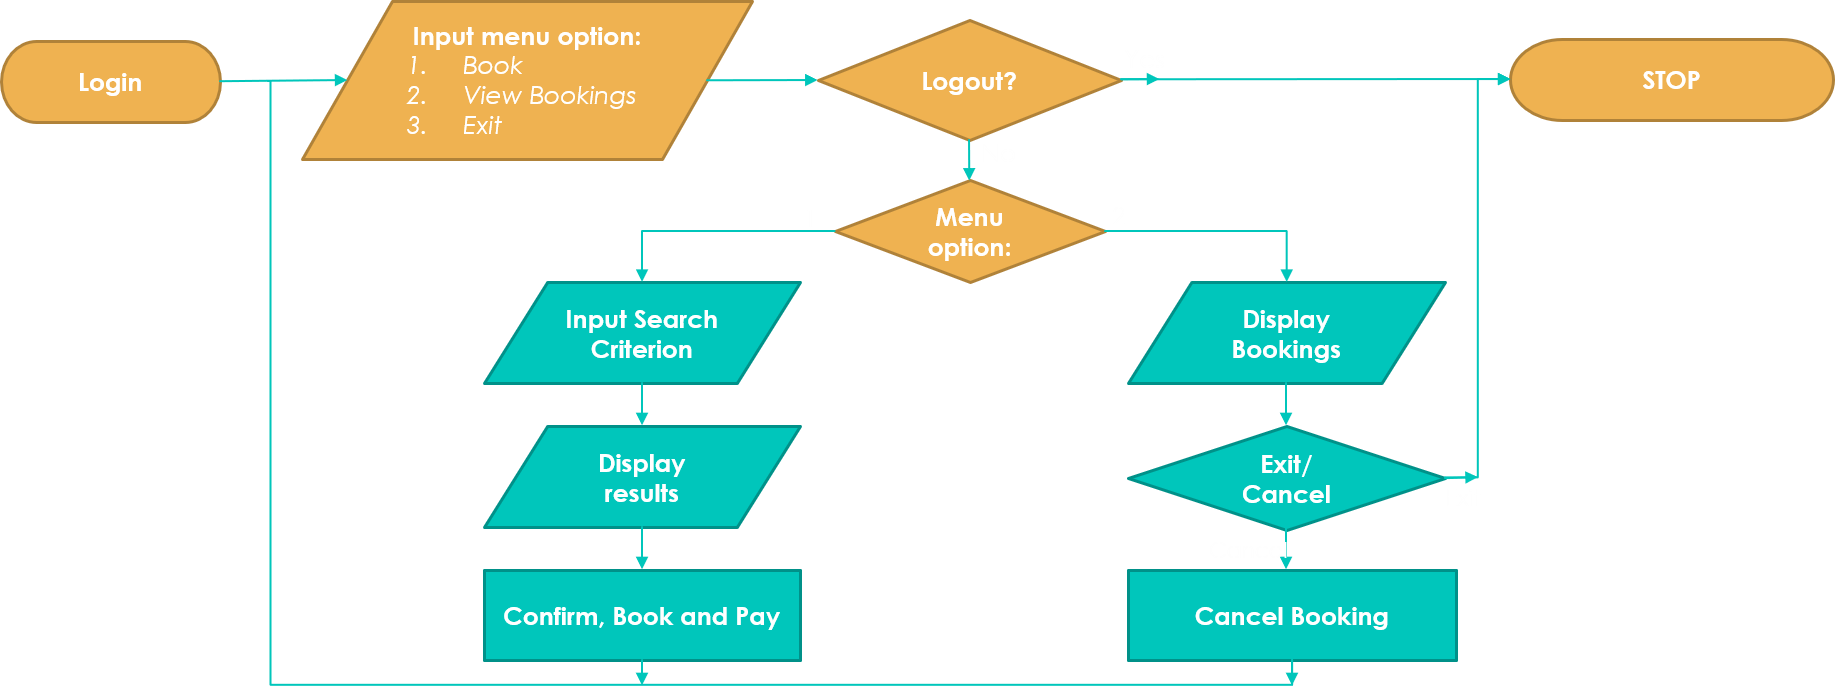 Login
Input menu option:
1. Book
2. View Bookings
3. Exit
Logout?
STOP
Menu
option:
Input Search
Criterion
Display
Bookings
Display
results
Exit/
Cancel
Confirm, Book and Pay
Cancel Booking